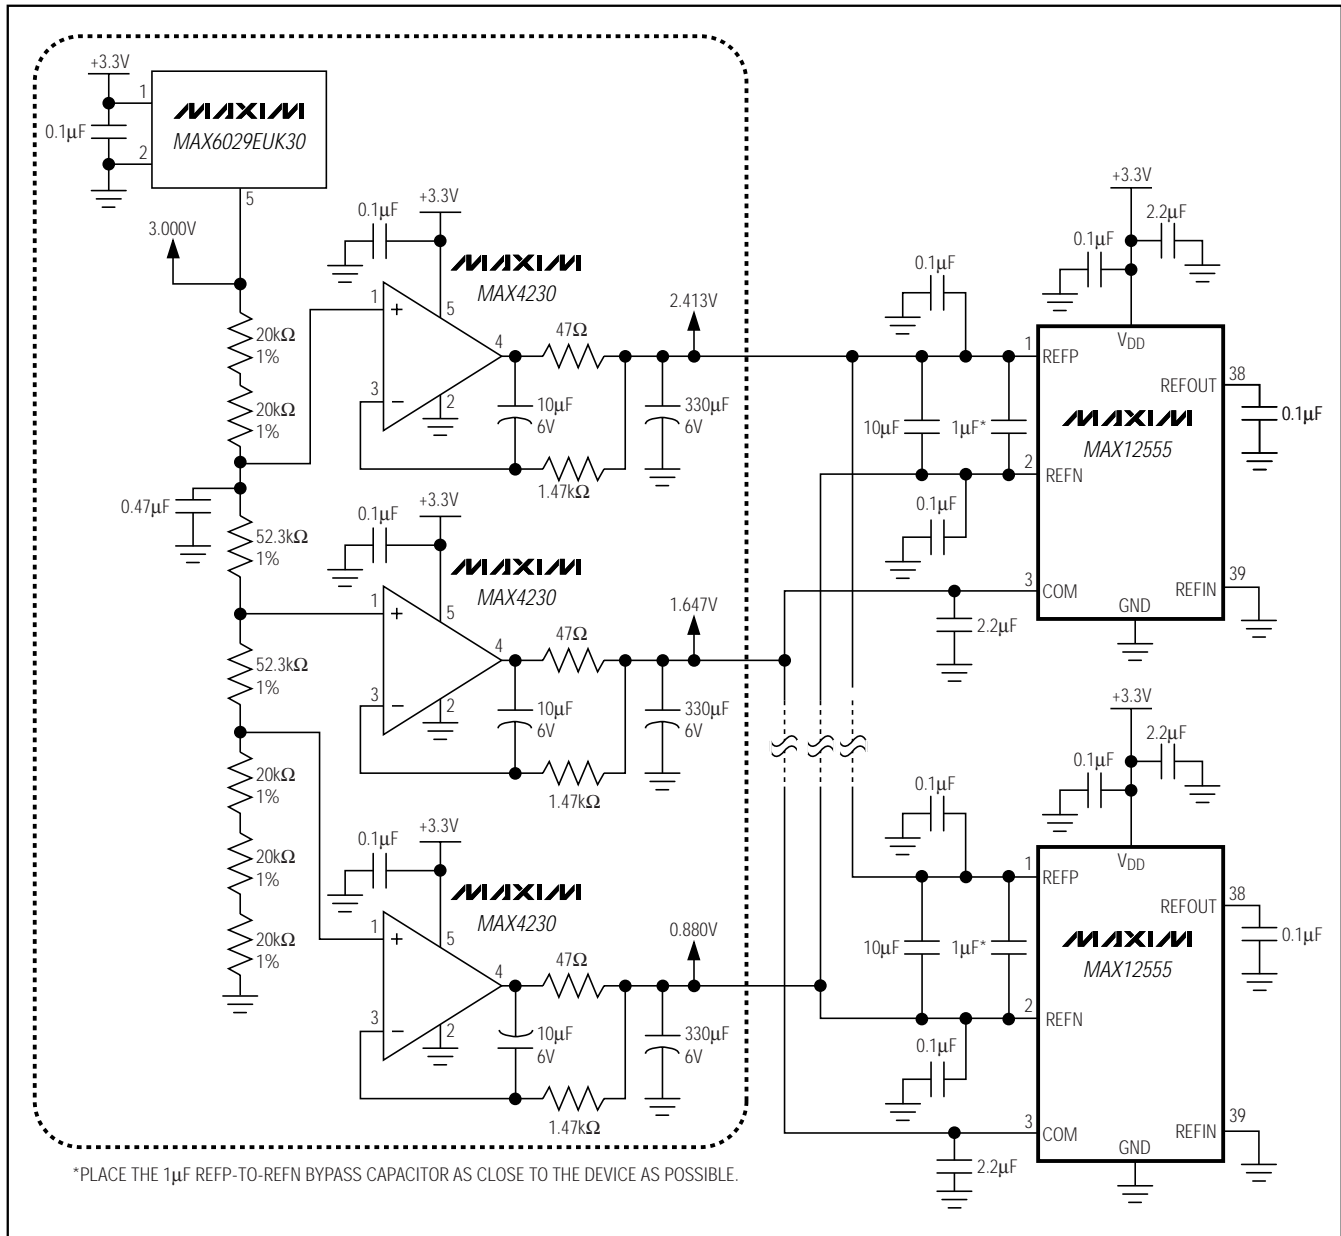 +3.3V
1
0.1µF
2
MAXIM
MAX6029EUK30
5
3.000V
20kΩ
1%
20kΩ
1%
0.47µF
52.3kΩ
1%
52.3kΩ
1%
20kΩ
1%
20kΩ
1%
20kΩ
1%
+3.3V
0.1µF
MAXIM
MAX4230
1
+
5
4
3
−
2
47Ω
10µF
6V
1.47kΩ
330µF
6V
2.413V
+3.3V
0.1µF
MAXIM
MAX4230
1
+
5
4
3
−
2
47Ω
10µF
6V
1.47kΩ
330µF
6V
1.647V
+3.3V
0.1µF
MAXIM
MAX4230
1
+
5
4
3
−
2
47Ω
10µF
6V
1.47kΩ
330µF
6V
0.880V
+3.3V
2.2µF
0.1µF
0.1µF
1
REFP
VDD
REFOUT
38
0.1µF
10µF
1µF*
MAXIM
MAX12555
2
REFN
0.1µF
3
COM
2.2µF
GND
REFIN
39
+3.3V
2.2µF
0.1µF
0.1µF
1
REFP
VDD
REFOUT
38
0.1µF
10µF
1µF*
MAXIM
MAX12555
2
REFN
0.1µF
3
COM
2.2µF
GND
REFIN
39
*PLACE THE 1µF REFP-TO-REFN BYPASS CAPACITOR AS CLOSE TO THE DEVICE AS POSSIBLE.